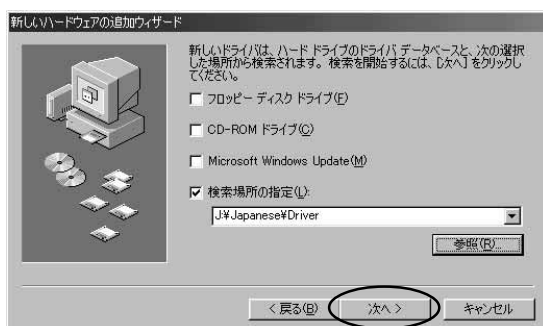 新しいハードウェアの追加ウィザード
新しいドライバは、ハード ドライブのドライバ データベースと、次の選択
した場所から検索されます。検索を開始するには、[次へ] をクリックし
てください。
フロッピー ディスク ドライブ(F)
CD-ROM ドライブ(C)
Microsoft Windows Update(M)
検索場所の指定(L):
J:¥Japanese¥Driver
参照(R)...
< 戻る(B)
次へ >
キャンセル